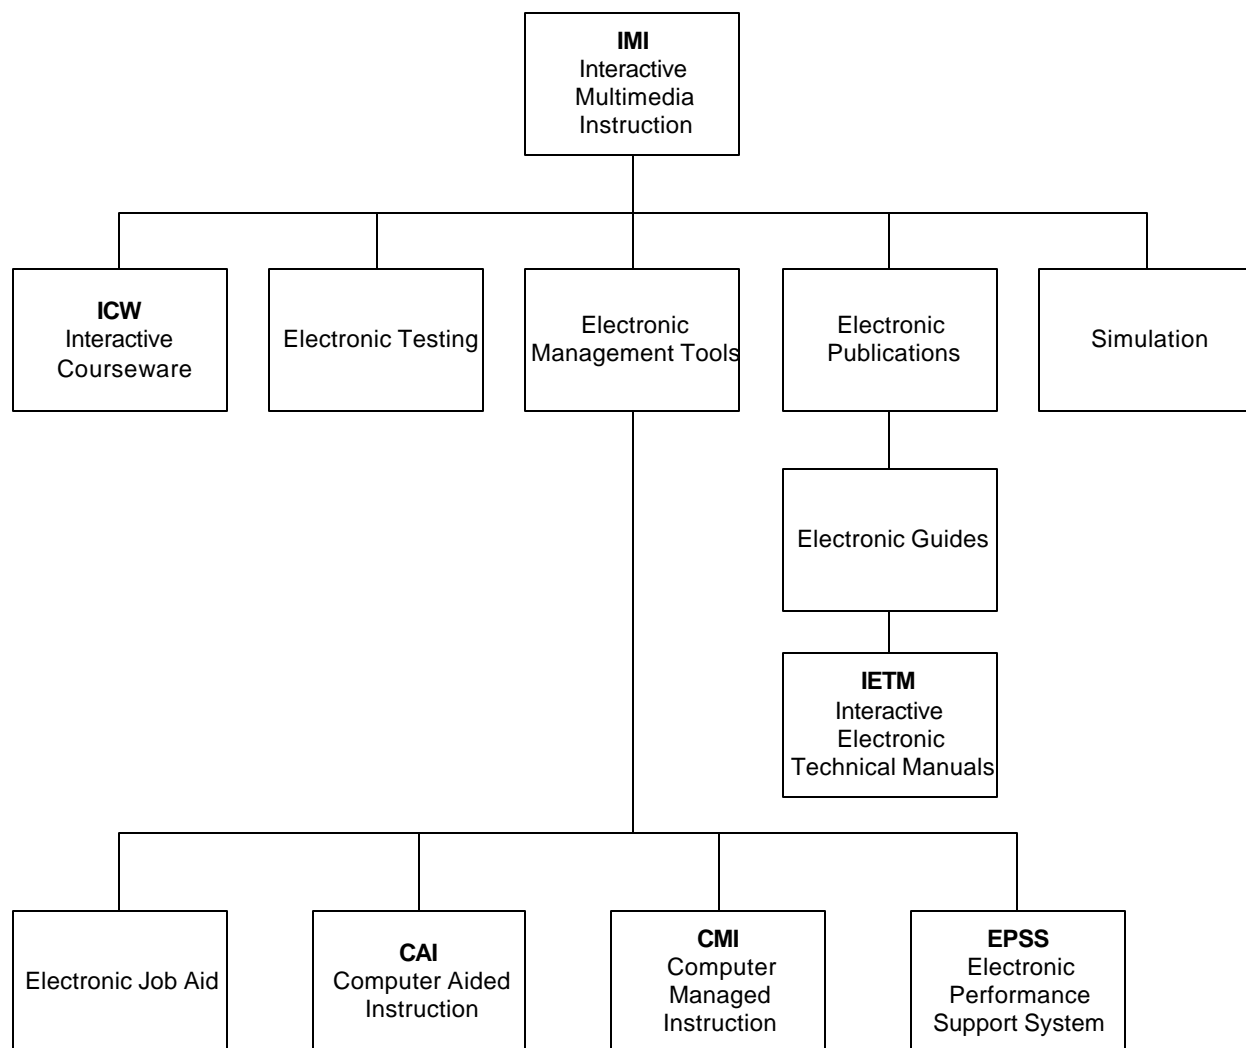 IMI
Interactive
Multimedia
Instruction
ICW
Interactive
Courseware
Electronic Testing
Electronic
Management Tools
Electronic
Publications
Simulation
Electronic Guides
IETM
Interactive
Electronic
Technical Manuals
Electronic Job Aid
CAI
Computer Aided
Instruction
CMI
Computer
Managed
Instruction
EPSS
Electronic
Performance
Support System